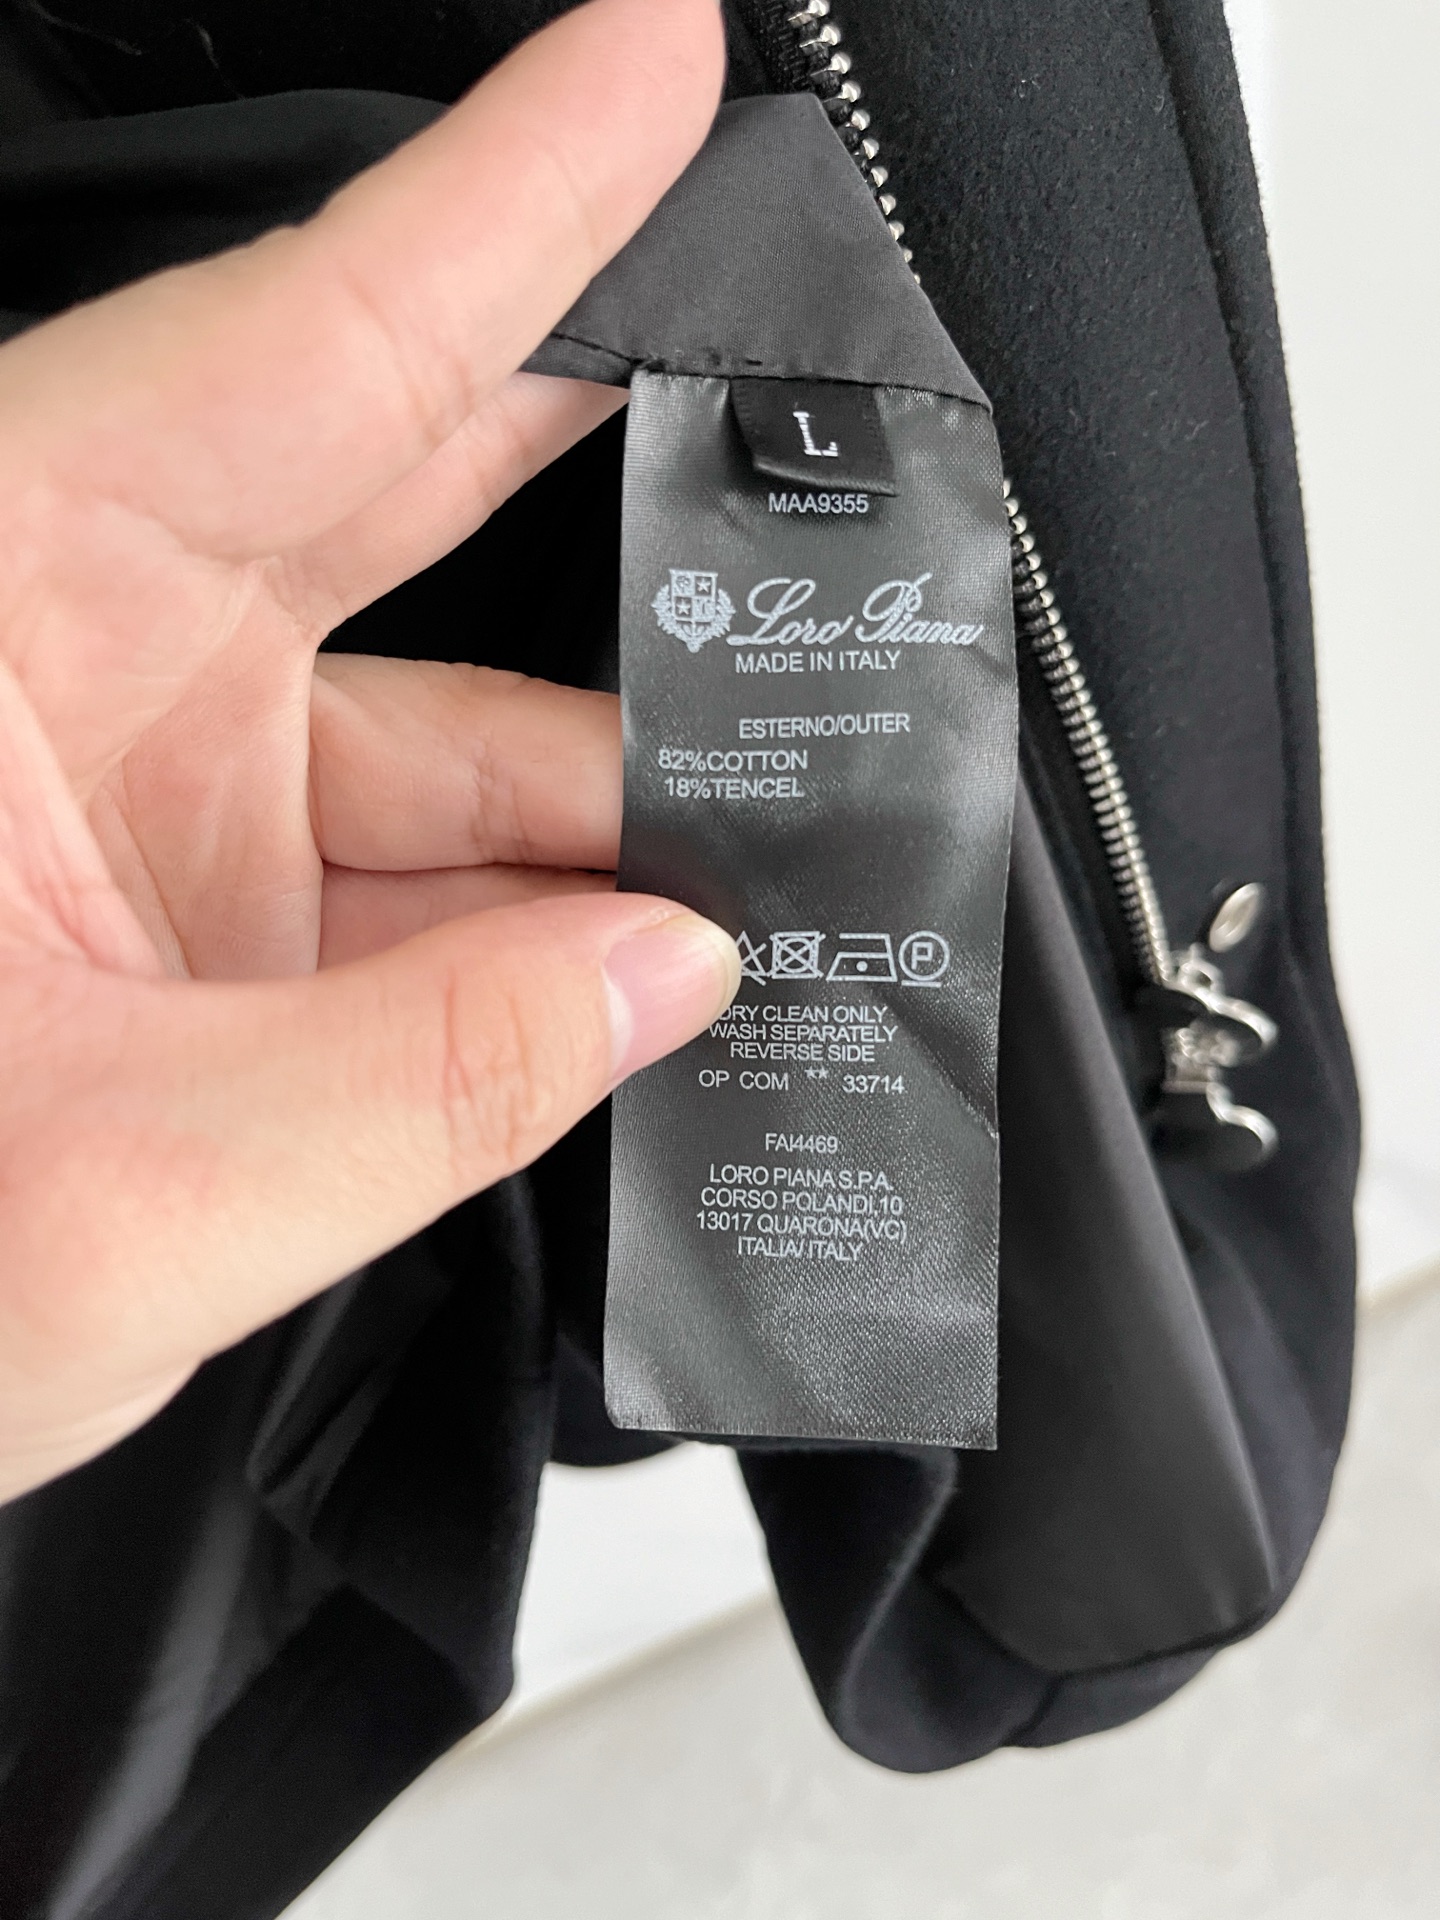 L
MAA9355
Loro Piana
MADE IN ITALY
ESTERNO/OUTER
82%COTTON
18%TENCEL
P
DRY CLEAN ONLY
WASH SEPARATELY
REVERSE SIDE
OP COM ** 33714
FAI4469
LORO PIANA S.P.A.
CORSO POLANDI,10
13017 QUARONA(VC)
ITALIA/ ITALY